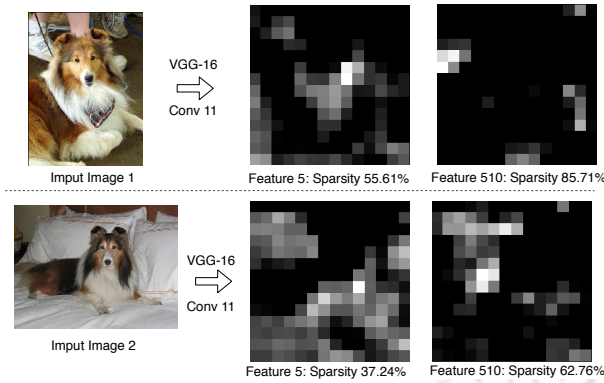 VGG-16
Conv 11
Imput Image 1
Feature 5: Sparsity 55.61%
Feature 510: Sparsity 85.71%
VGG-16
Conv 11
Imput Image 2
Feature 5: Sparsity 37.24%
Feature 510: Sparsity 62.76%